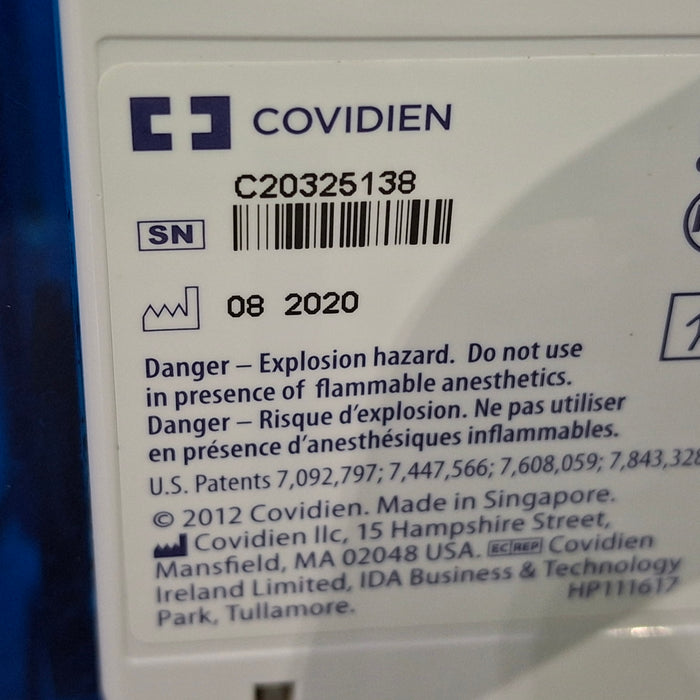 COVIDIEN
C20325138
SN
08 2020
Danger – Explosion hazard. Do not use
in presence of flammable anesthetics.
Danger – Risque d'explosion. Ne pas utiliser
en présence d'anesthésiques inflammables.
U.S. Patents 7,092,797; 7,447,566; 7,608,059; 7,843,328
© 2012 Covidien. Made in Singapore.
Covidien llc, 15 Hampshire Street,
Mansfield, MA 02048 USA. EC REP Covidien
Ireland Limited, IDA Business & Technology
Park, Tullamore.
HP111617